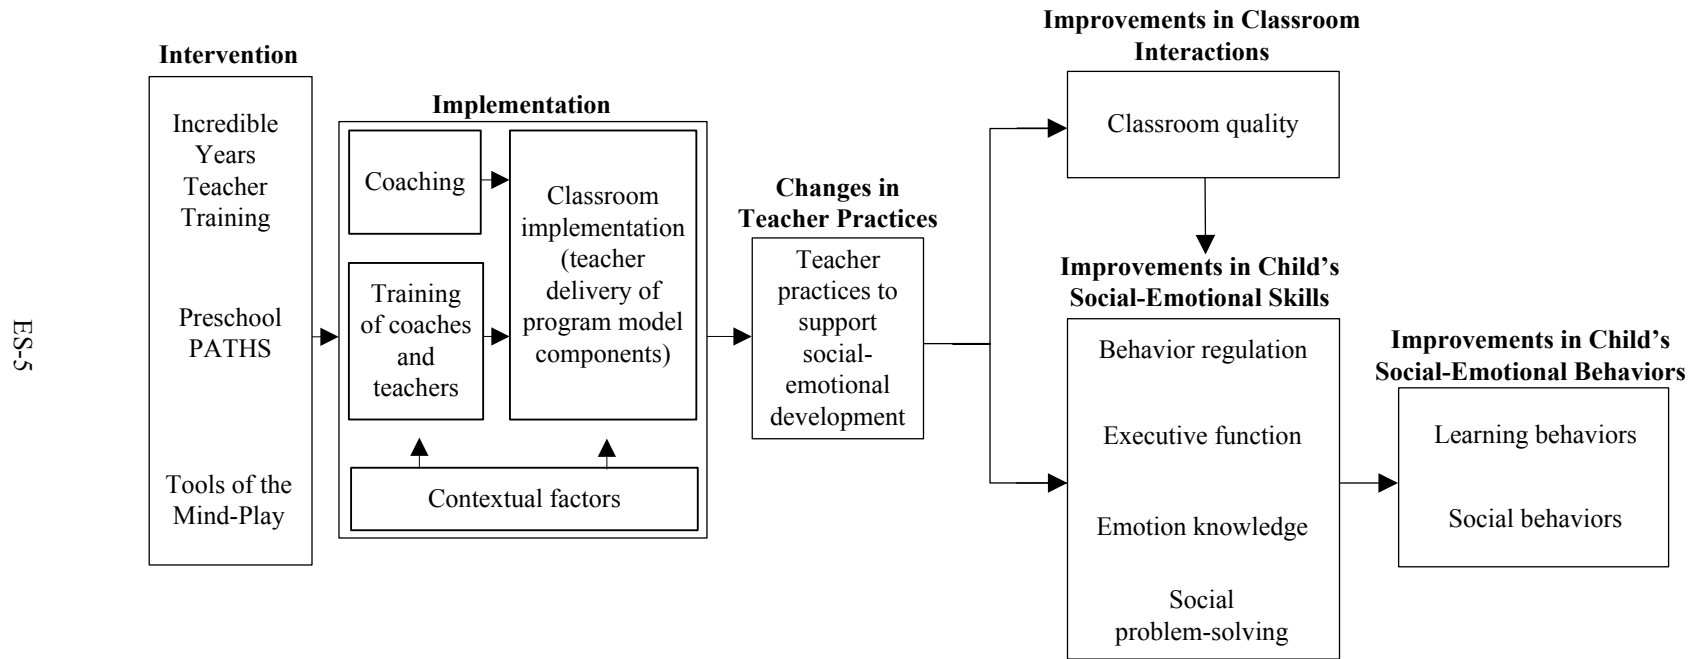 Intervention
Incredible
Years
Teacher
Training
Preschool
PATHS
Tools of the
Mind-Play
Implementation
Coaching
Training
of coaches
and
teachers
Classroom
implementation
(teacher
delivery of
program model
components)
Contextual factors
Changes in
Teacher Practices
Teacher
practices to
support
social-
emotional
development
Improvements in Classroom
Interactions
Classroom quality
Improvements in Child's
Social-Emotional Skills
Behavior regulation
Executive function
Emotion knowledge
Social
problem-solving
Improvements in Child's
Social-Emotional Behaviors
Learning behaviors
Social behaviors
ES-5